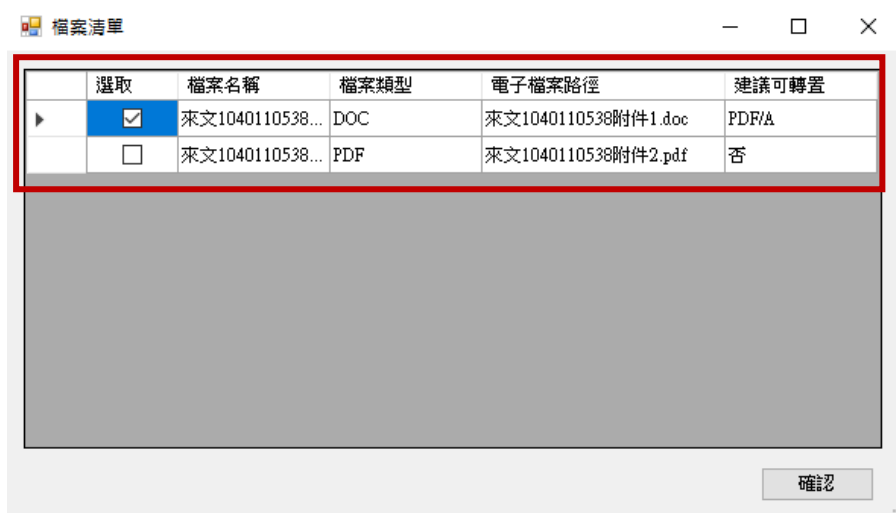 檔案清單
選取 檔案名稱 檔案類型 電子檔案路徑 建議可轉置
來文1040110538... DOC 來文1040110538附件1.doc PDF/A
來文1040110538... PDF 來文1040110538附件2.pdf 否
確認